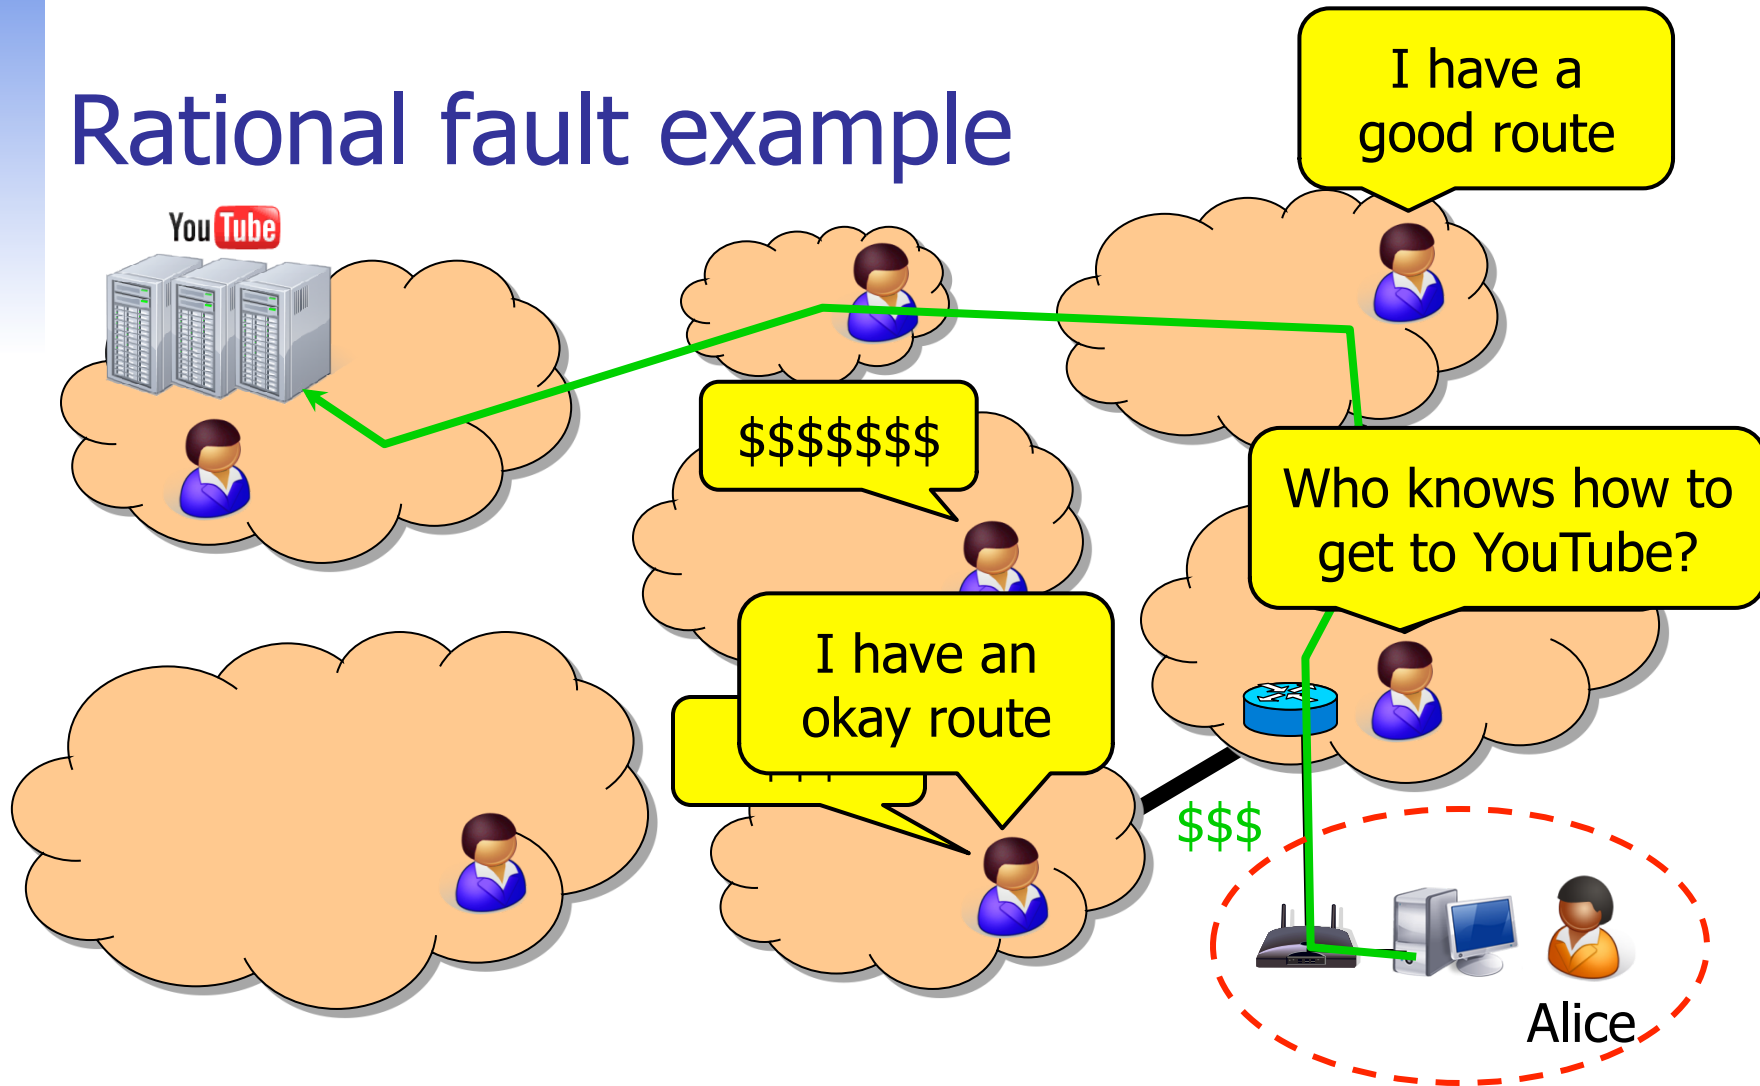 Rational fault example
I have a
good route
YouTube
$$$$$$$
Who knows how to
get to YouTube?
I have an
okay route
$$$
Alice